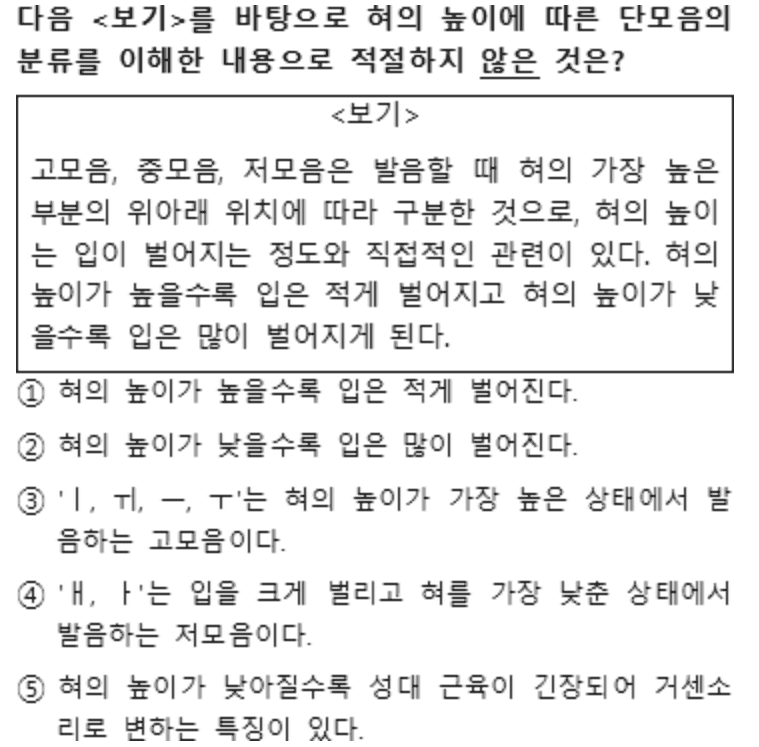 다음 <보기>를 바탕으로 혀의 높이에 따른 단모음의
분류를 이해한 내용으로 적절하지 않은 것은?
<보기>
고모음, 중모음, 저모음은 발음할 때 혀의 가장 높은
부분의 위아래 위치에 따라 구분한 것으로, 혀의 높이
는 입이 벌어지는 정도와 직접적인 관련이 있다. 혀의
높이가 높을수록 입은 적게 벌어지고 혀의 높이가 낮
을수록 입은 많이 벌어지게 된다.
① 혀의 높이가 높을수록 입은 적게 벌어진다.
② 혀의 높이가 낮을수록 입은 많이 벌어진다.
③ 'ㅣ, ㅟ, ㅡ, ㅜ'는 혀의 높이가 가장 높은 상태에서 발
음하는 고모음이다.
④ 'ㅐ, ㅏ'는 입을 크게 벌리고 혀를 가장 낮춘 상태에서
발음하는 저모음이다.
⑤ 혀의 높이가 낮아질수록 성대 근육이 긴장되어 거센소
리로 변하는 특징이 있다.